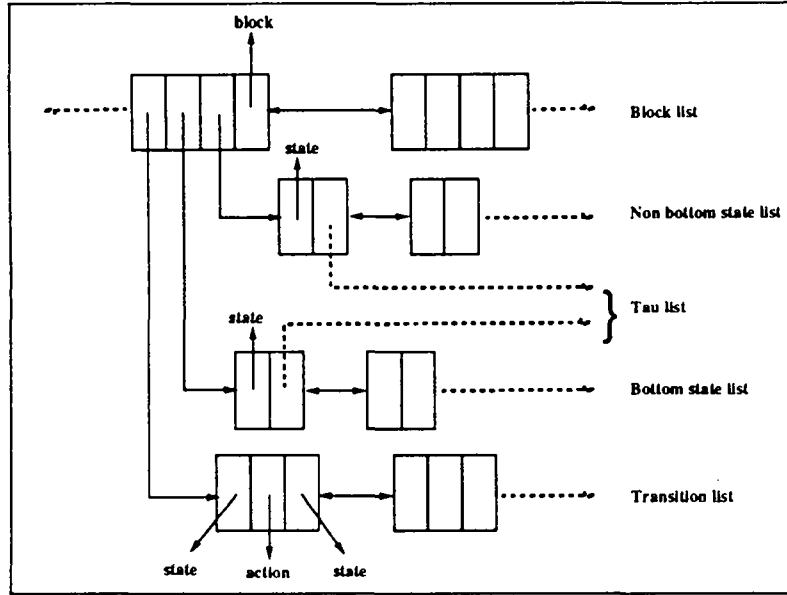 block
Block list
state
Non bottom state list
Tau list
state
Bottom state list
Transition list
state
action
state